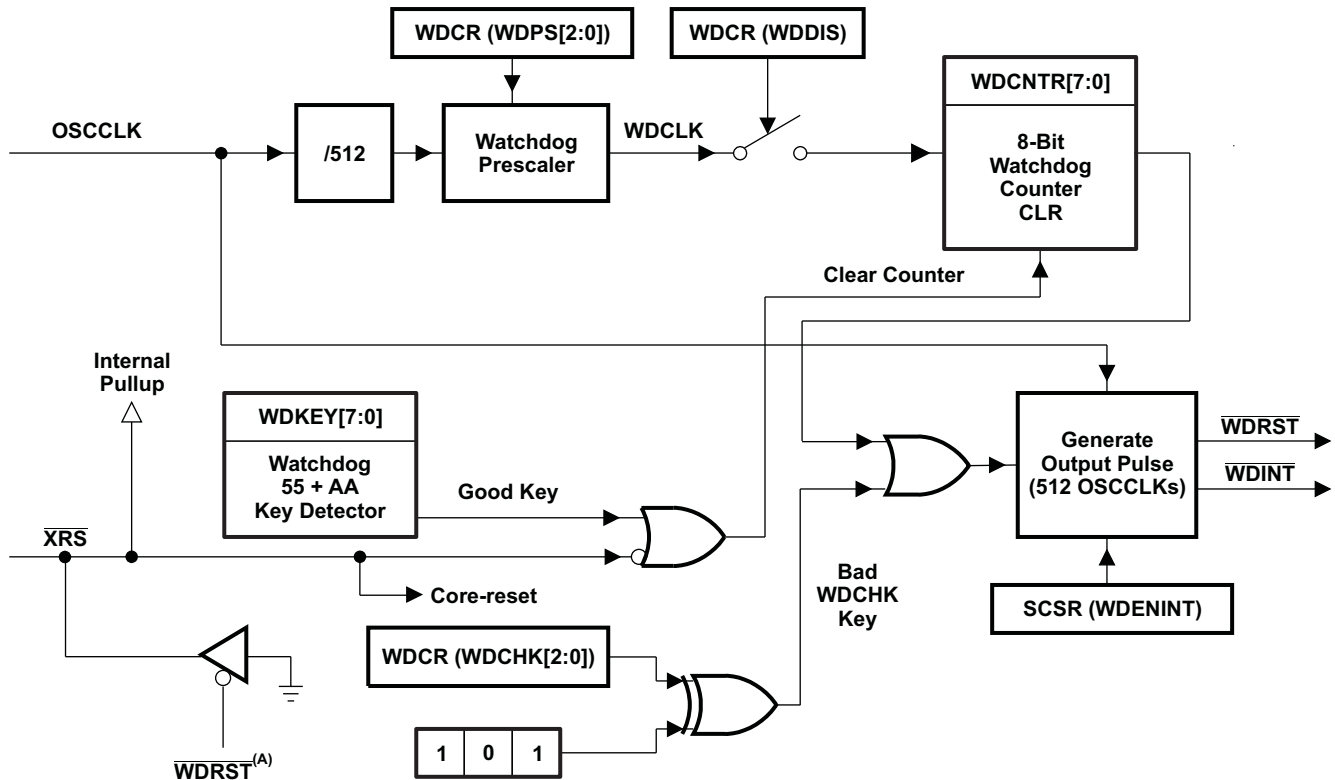 WDCR (WDPS[2:0])
WDCR (WDDIS)
WDCNTR[7:0]
OSCCLK
/512
Watchdog
Prescaler
WDCLK
8-Bit
Watchdog
Counter
CLR
Clear Counter
Internal
Pullup
WDKEY[7:0]
Watchdog
55 + AA
Key Detector
Good Key
Generate
Output Pulse
(512 OSCCLKs)
WDRST
WDINT
XRS
Core-reset
Bad
WDCHK
Key
SCSR (WDENINT)
WDCR (WDCHK[2:0])
1 0 1
WDRST(A)